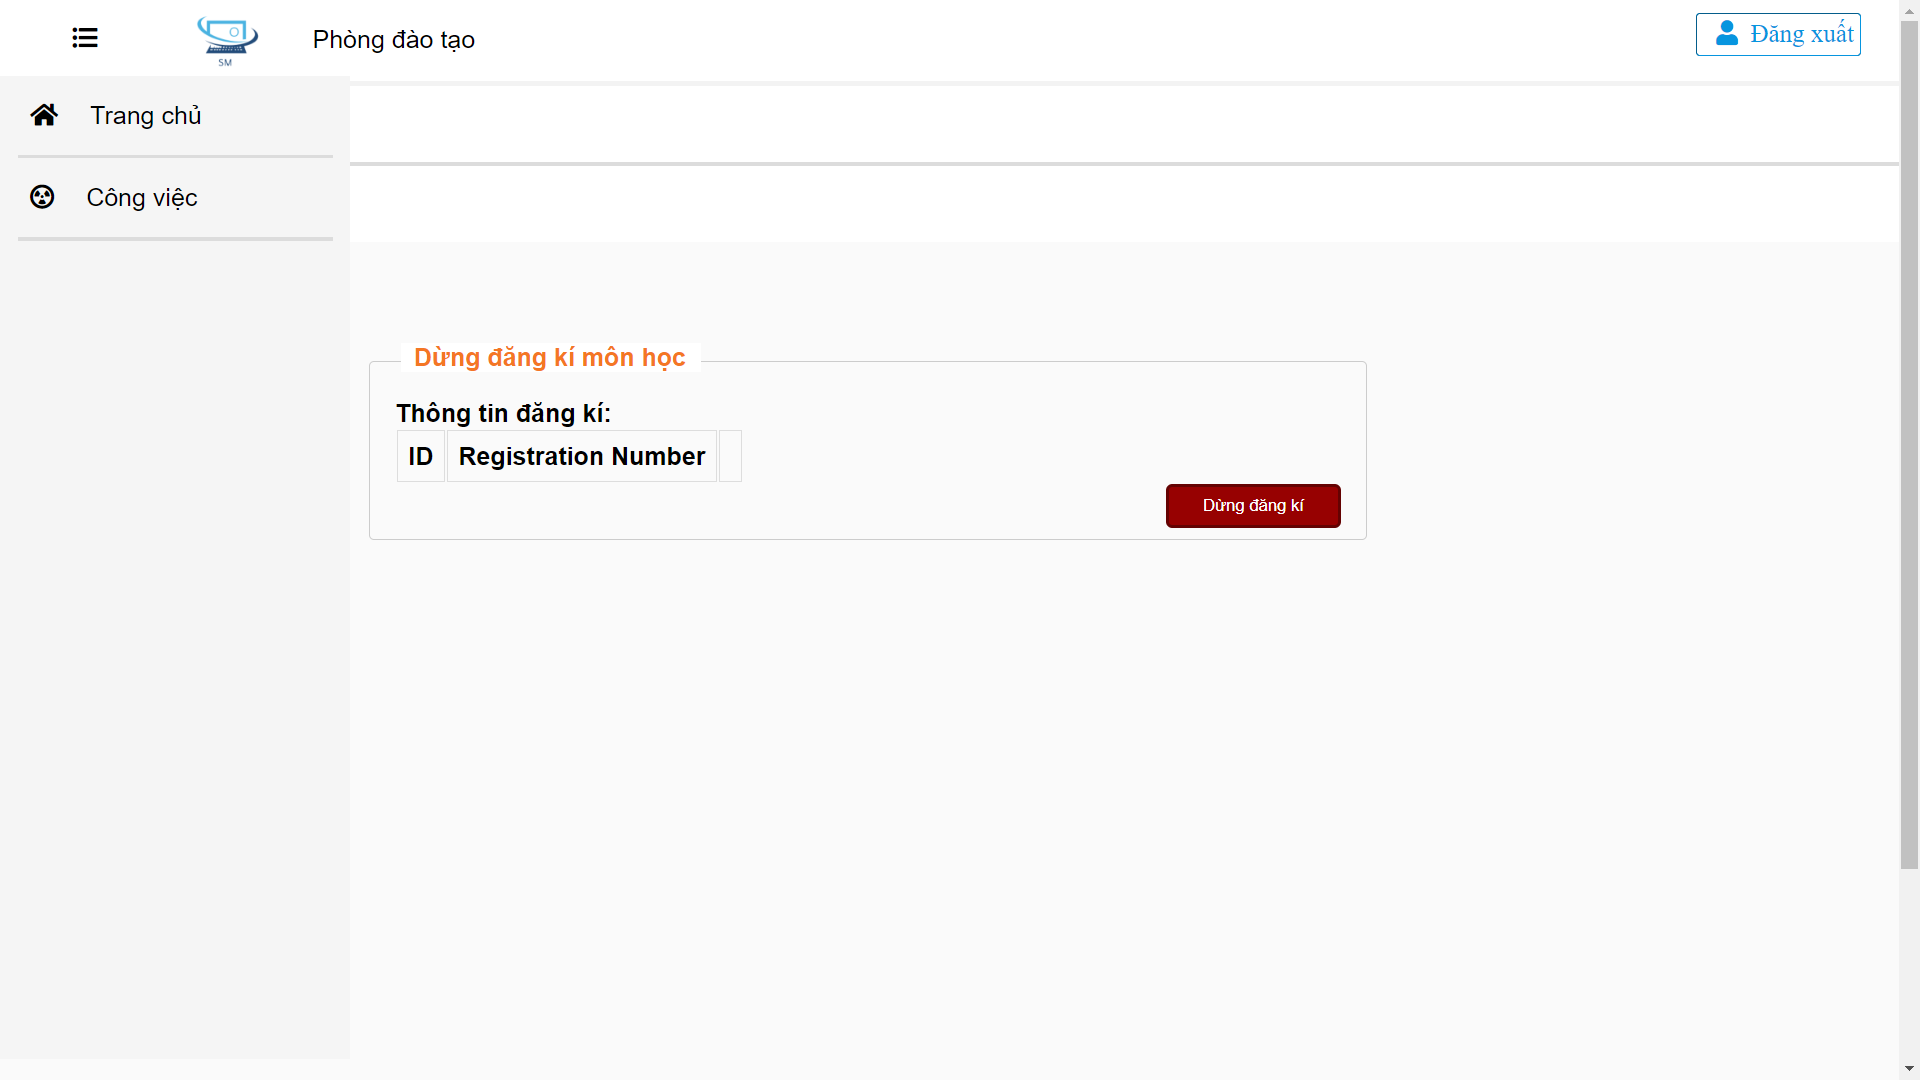 SM
Phòng đào tạo
Đăng xuất
Trang chủ
Công việc
Dừng đăng kí môn học
Thông tin đăng kí:
ID
Registration Number
Dừng đăng kí